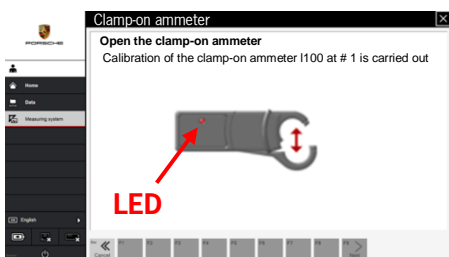 Clamp-on ammeter
PORSCHE
Open the clamp-on ammeter
Calibration of the clamp-on ammeter I100 at # 1 is carried out
Home
Data
Measuring system
LED
English
F1 F2 F3 F4 F5 F6 F7 F8
Cancel
Next